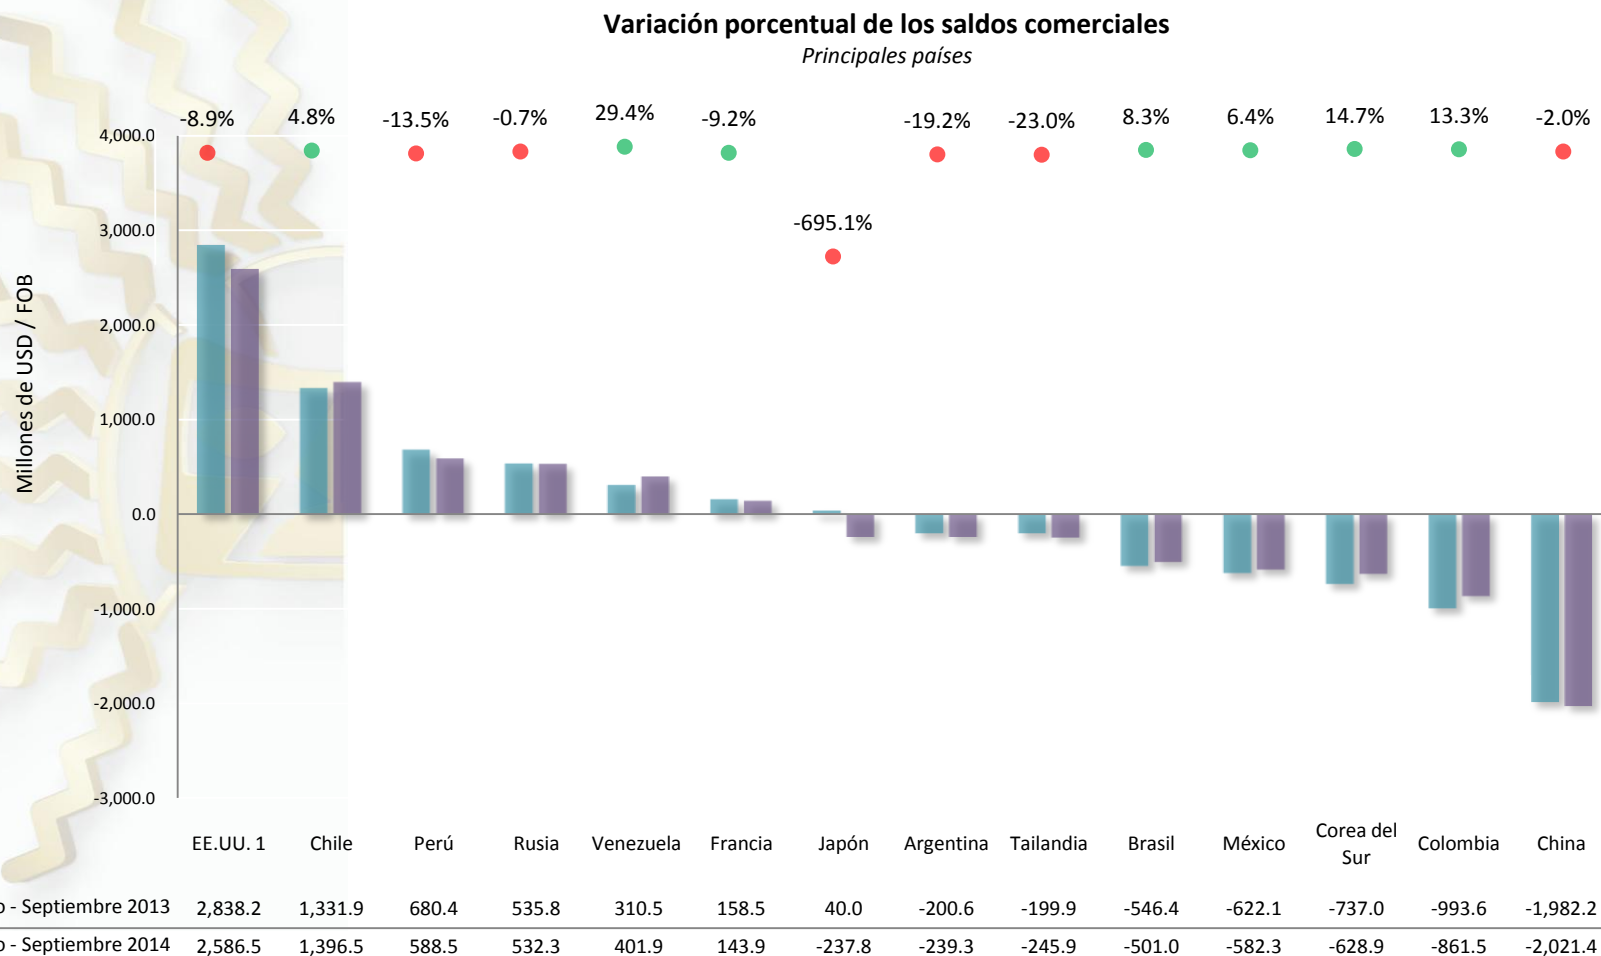 Variación porcentual de los saldos comerciales
Principales países
-8.9% 4.8% -13.5% -0.7% 29.4% -9.2% -19.2% -23.0% 8.3% 6.4% 14.7% 13.3% -2.0%
-695.1%
Millones de USD / FOB
4,000.0
3,000.0
2,000.0
1,000.0
0.0
-1,000.0
-2,000.0
-3,000.0
EE.UU. 1 Chile Perú Rusia Venezuela Francia Japón Argentina Tailandia Brasil México Corea del Sur Colombia China
- Septiembre 2013 2,838.2 1,331.9 680.4 535.8 310.5 158.5 40.0 -200.6 -199.9 -546.4 -622.1 -737.0 -993.6 -1,982.2
- Septiembre 2014 2,586.5 1,396.5 588.5 532.3 401.9 143.9 -237.8 -239.3 -245.9 -501.0 -582.3 -628.9 -861.5 -2,021.4